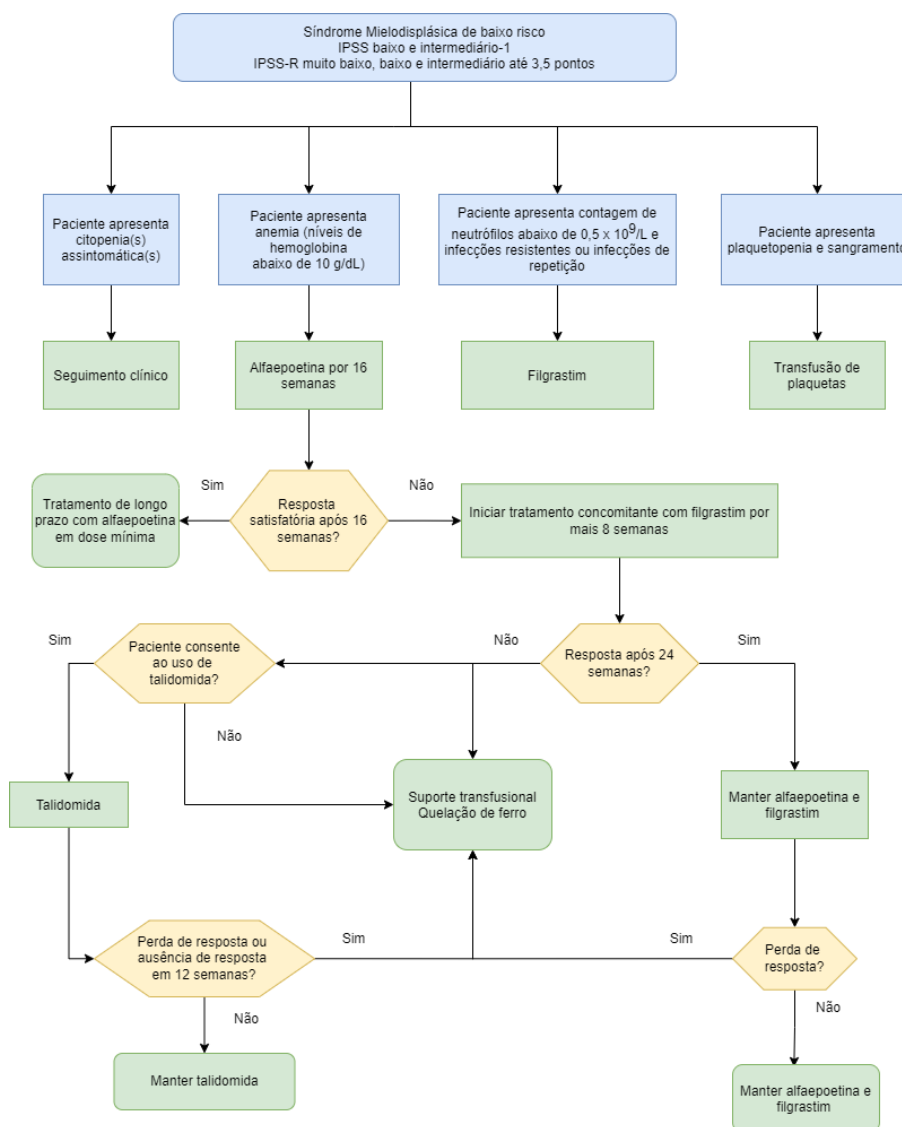 Síndrome Mielodisplásica de baixo risco
IPSS baixo e intermediário-1
IPSS-R muito baixo, baixo e intermediário até 3,5 pontos
Paciente apresenta
citopenia(s)
assintomática(s)
Paciente apresenta
anemia (níveis de
hemoglobina
abaixo de 10 g/dL)
Paciente apresenta contagem de
neutrófilos abaixo de 0,5 x 10⁹/L e
infecções resistentes ou infecções de
repetição
Paciente apresenta
plaquetopenia e sangramento
Seguimento clínico
Alfaepoetina por 16
semanas
Filgrastim
Transfusão de
plaquetas
Sim
Não
Tratamento de longo
prazo com alfaepoetina
em dose mínima
Resposta
satisfatória após 16
semanas?
Iniciar tratamento concomitante com filgrastim por
mais 8 semanas
Sim
Paciente consente
ao uso de
talidomida?
Não
Resposta após 24
semanas?
Sim
Não
Talidomida
Suporte transfusional
Quelação de ferro
Manter alfaepoetina e
filgrastim
Perda de resposta ou
ausência de resposta
em 12 semanas?
Sim
Sim
Perda de
resposta?
Não
Não
Manter talidomida
Manter alfaepoetina e
filgrastim